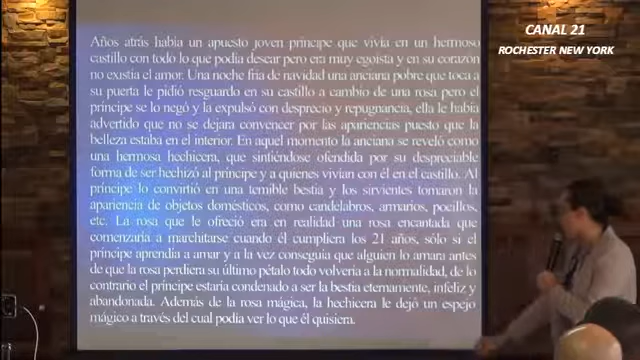 CANAL 21
ROCHESTER NEW YORK
Años atrás había un apuesto joven príncipe que vivía en un hermoso
castillo con todo lo que podía desear pero era muy egoísta y en su corazón
no existía el amor. Una noche fría de navidad una anciana pobre que toca a
su puerta le pidió resguardo en su castillo a cambio de una rosa pero el
príncipe se lo negó y la expulsó con desprecio y repugnancia, ella le había
advertido que no se dejara convencer por las apariencias puesto que la
belleza estaba en el interior. En aquel momento la anciana se reveló como
una hermosa hechicera, que sintiéndose ofendida por su despreciable
forma de ser hechizó al príncipe y a quienes vivían con él en el castillo. Al
príncipe lo convirtió en una temible bestia y los sirvientes tomaron la
apariencia de objetos domésticos, como candelabros, armarios, pocillos,
etc. La rosa que le ofreció era en realidad una rosa encantada que
comenzaría a marchitarse cuando él cumpliera los 21 años, sólo si el
príncipe aprendía a amar y a la vez conseguía que alguien lo amara antes
de que la rosa perdiera su último pétalo todo volvería a la normalidad, de lo
contrario el príncipe estaría condenado a ser la bestia eternamente, infeliz y
abandonada. Además de la rosa mágica, la hechicera le dejó un espejo
mágico a través del cual podía ver lo que él quisiera.